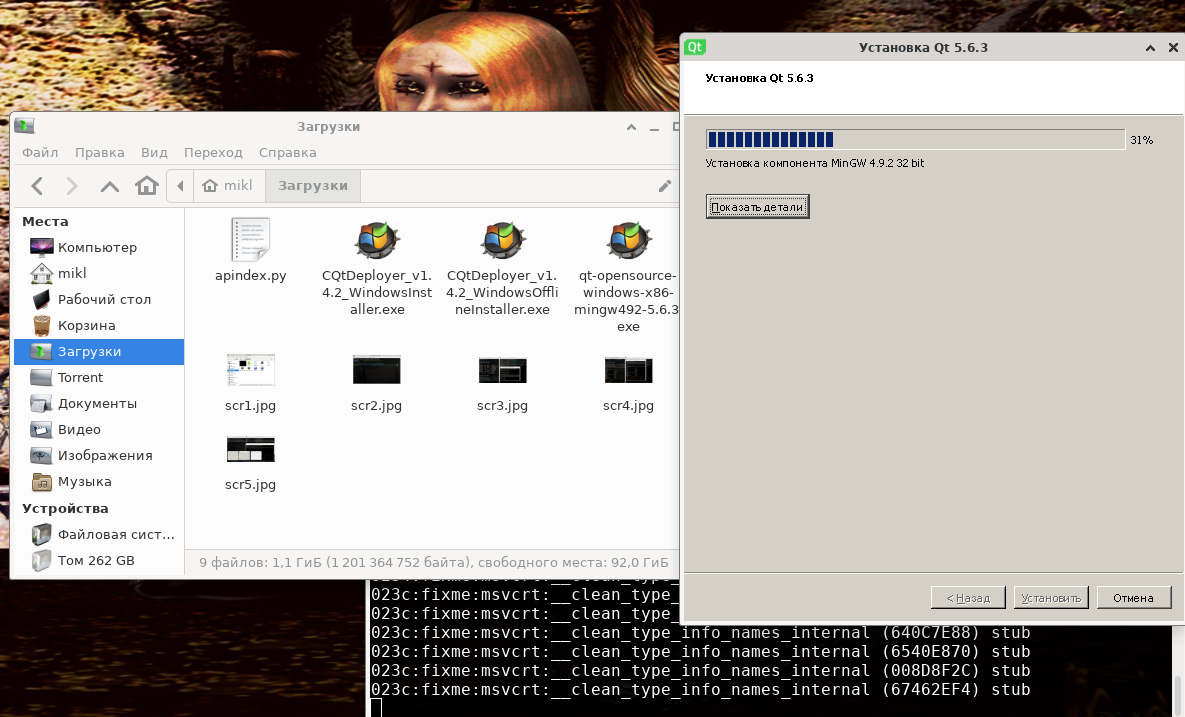 Загрузки
Файл Правка Вид Переход Справка
mikl Загрузки
Места
Компьютер
mikl
Рабочий стол
Корзина
Загрузки
Torrent
Документы
Видео
Изображения
Музыка
Устройства
Файловая сист...
Том 262 GB
apindex.py
CQtDeployer_v1.
4.2_WindowsInst
aller.exe
CQtDeployer_v1.
4.2_WindowsOffli
neInstaller.exe
qt-opensource-
windows-x86-
mingw492-5.6.3
exe
scr1.jpg
scr2.jpg
scr3.jpg
scr4.jpg
scr5.jpg
9 файлов: 1,1 ГиБ (1 201 364 752 байта), свободного места: 92,0 ГиБ
Qt
Установка Qt 5.6.3
Установка Qt 5.6.3
31%
Установка компонента MinGW 4.9.2 32 bit
Показать детали
< Назад
Установить
Отмена
023c:fixme:msvcrt:__clean_type_
023c:fixme:msvcrt:__clean_type_
023c:fixme:msvcrt:__clean_type_info_names_internal (640C7E88) stub
023c:fixme:msvcrt:__clean_type_info_names_internal (6540E870) stub
023c:fixme:msvcrt:__clean_type_info_names_internal (008D8F2C) stub
023c:fixme:msvcrt:__clean_type_info_names_internal (67462EF4) stub